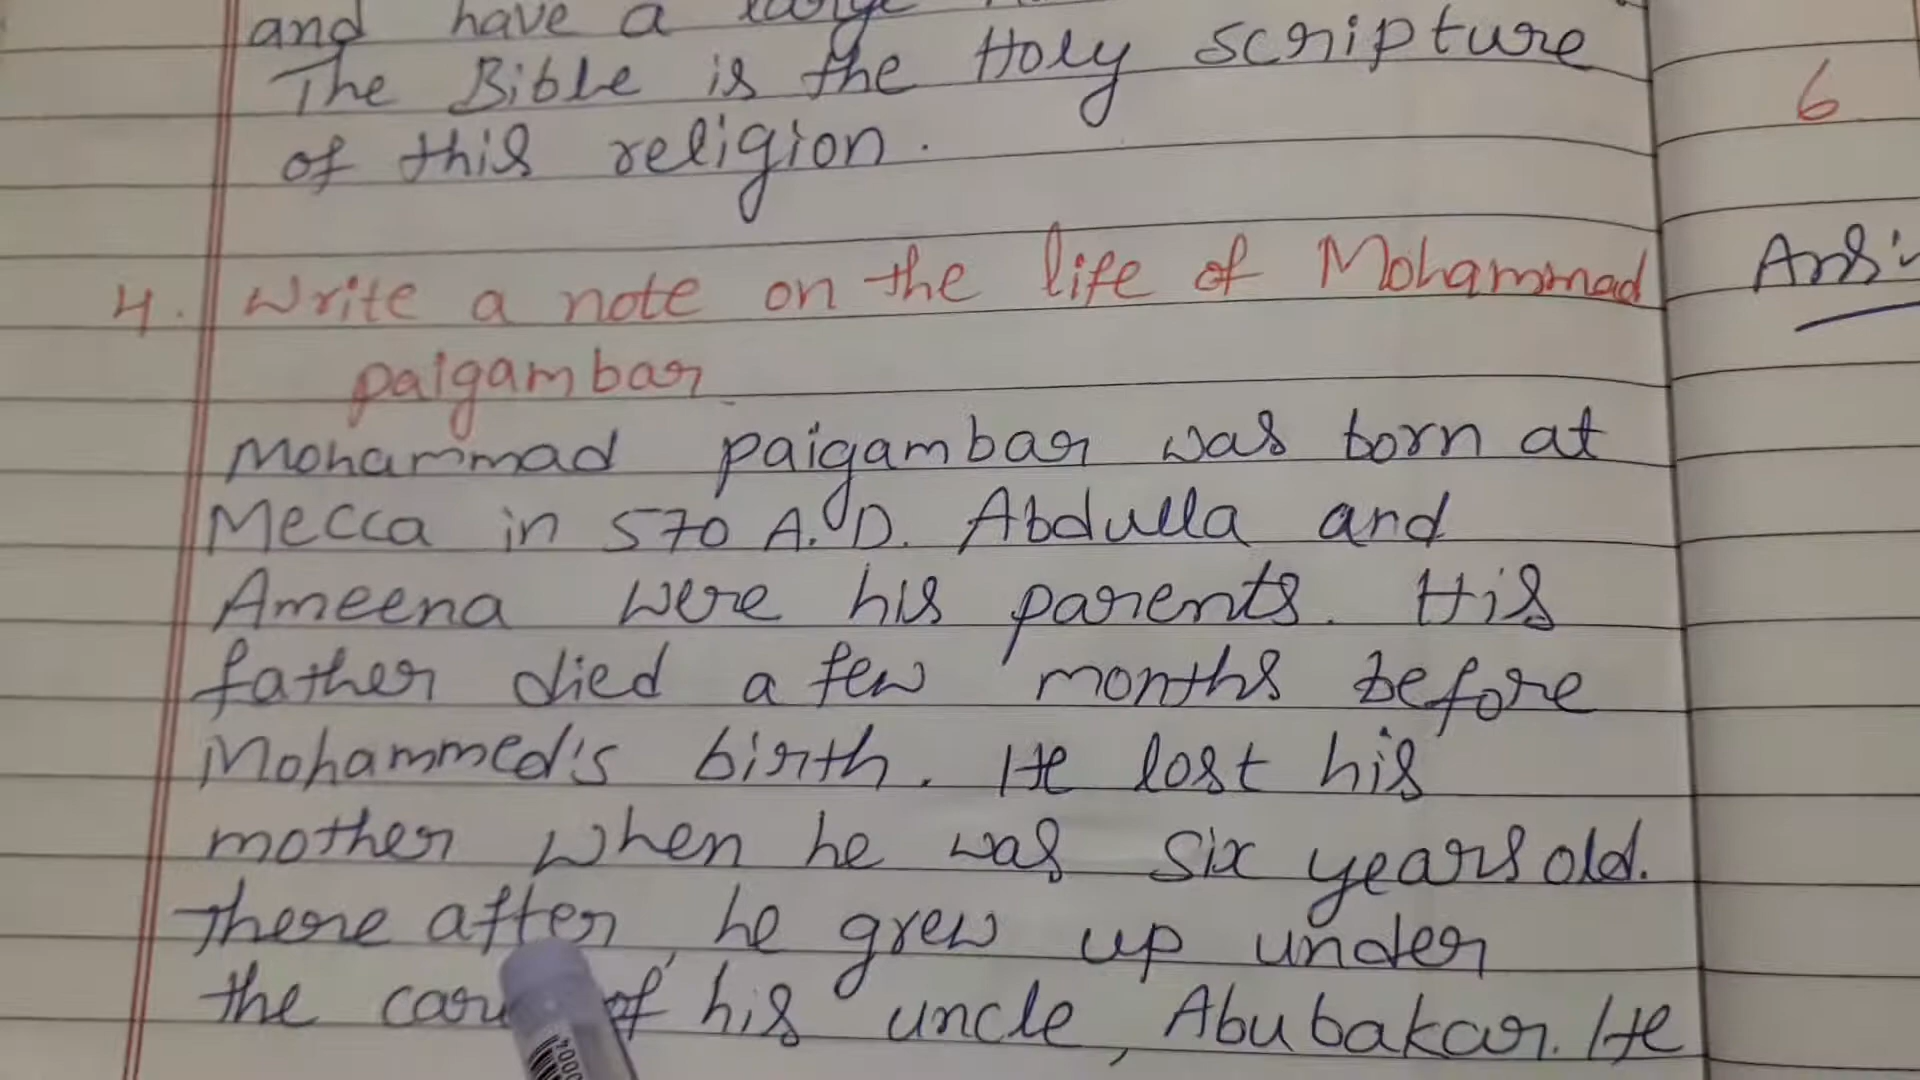 and have a large
The Bible is the Holy scripture
of this religion.
6
4. Write a note on the life of Mohammad
paigambar
Ans:
Mohammad paigambar was born at
Mecca in 570 A.D. Abdulla and
Ameena were his parents. His
father died a few months before
Mohammed's birth. He lost his
mother when he was six years old.
there after, he grew up under
the care of his uncle, Abubakar. He